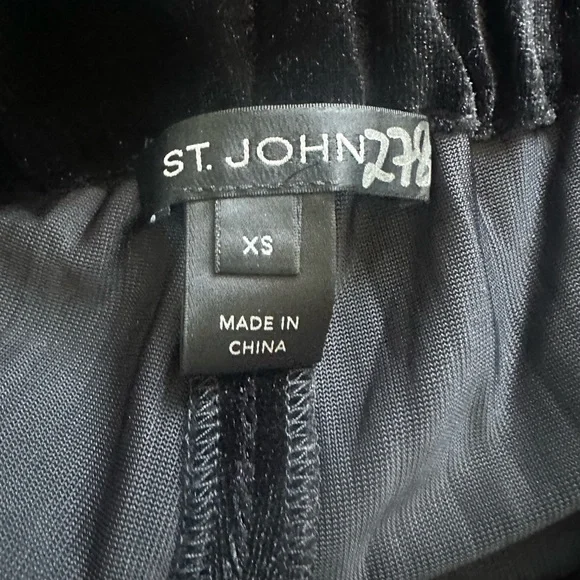 ST. JOHN 278
XS
MADE IN
CHINA